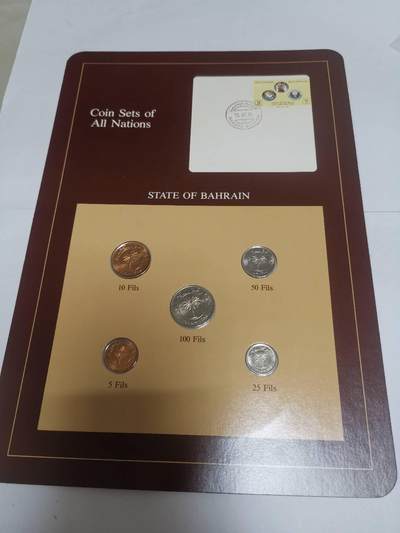 Coin Sets of
All Nations
STATE OF BAHRAIN
10 Fils
50 Fils
100 Fils
5 Fils
25 Fils